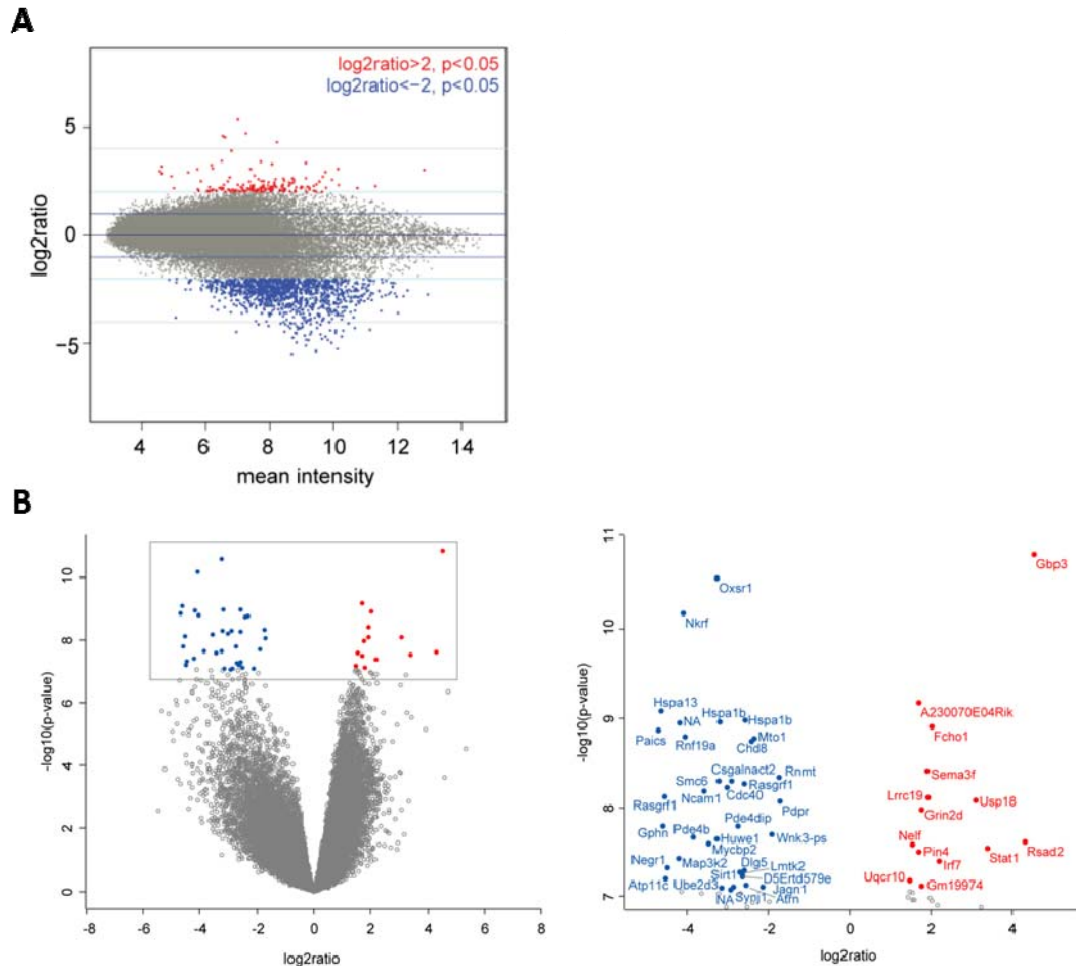 A
log2ratio>2, p<0.05
log2ratio<-2, p<0.05
5
0
-5
log2ratio
4 6 8 10 12 14
mean intensity
B
10
8
6
4
2
0
-log10(p-value)
-8 -6 -4 -2 0 2 4 6 8
log2ratio
11
10
9
8
7
-log10(p-value)
Gbp3
Oxsr1
Nkrf
Hspa13
NA
Hspa1b
Hspa1b
A230070E04Rik
Paics
Rnf19a
Mto1
Chd8
Fcho1
Csgalnact2
Rnmt
Smc6
Rasgrf1
Sema3f
Ncam1
Cdc40
Rasgrf1
Pdpr
Lrrc19
Usp18
Grin2d
Gphn
Pde4b
Pde4dip
Huwe1
Wnk3-ps
Mycbp2
Nelf
Pin4
Stat1
Rsad2
Negr1
Map3k2
Dlg5
Lmtk2
Irf7
Sirt1
D5Ertd579e
Uqcr10
Atp11c
Ube2d3
Jagn1
Gm19974
NA
Synj1
-4 -2 0 2 4
log2ratio